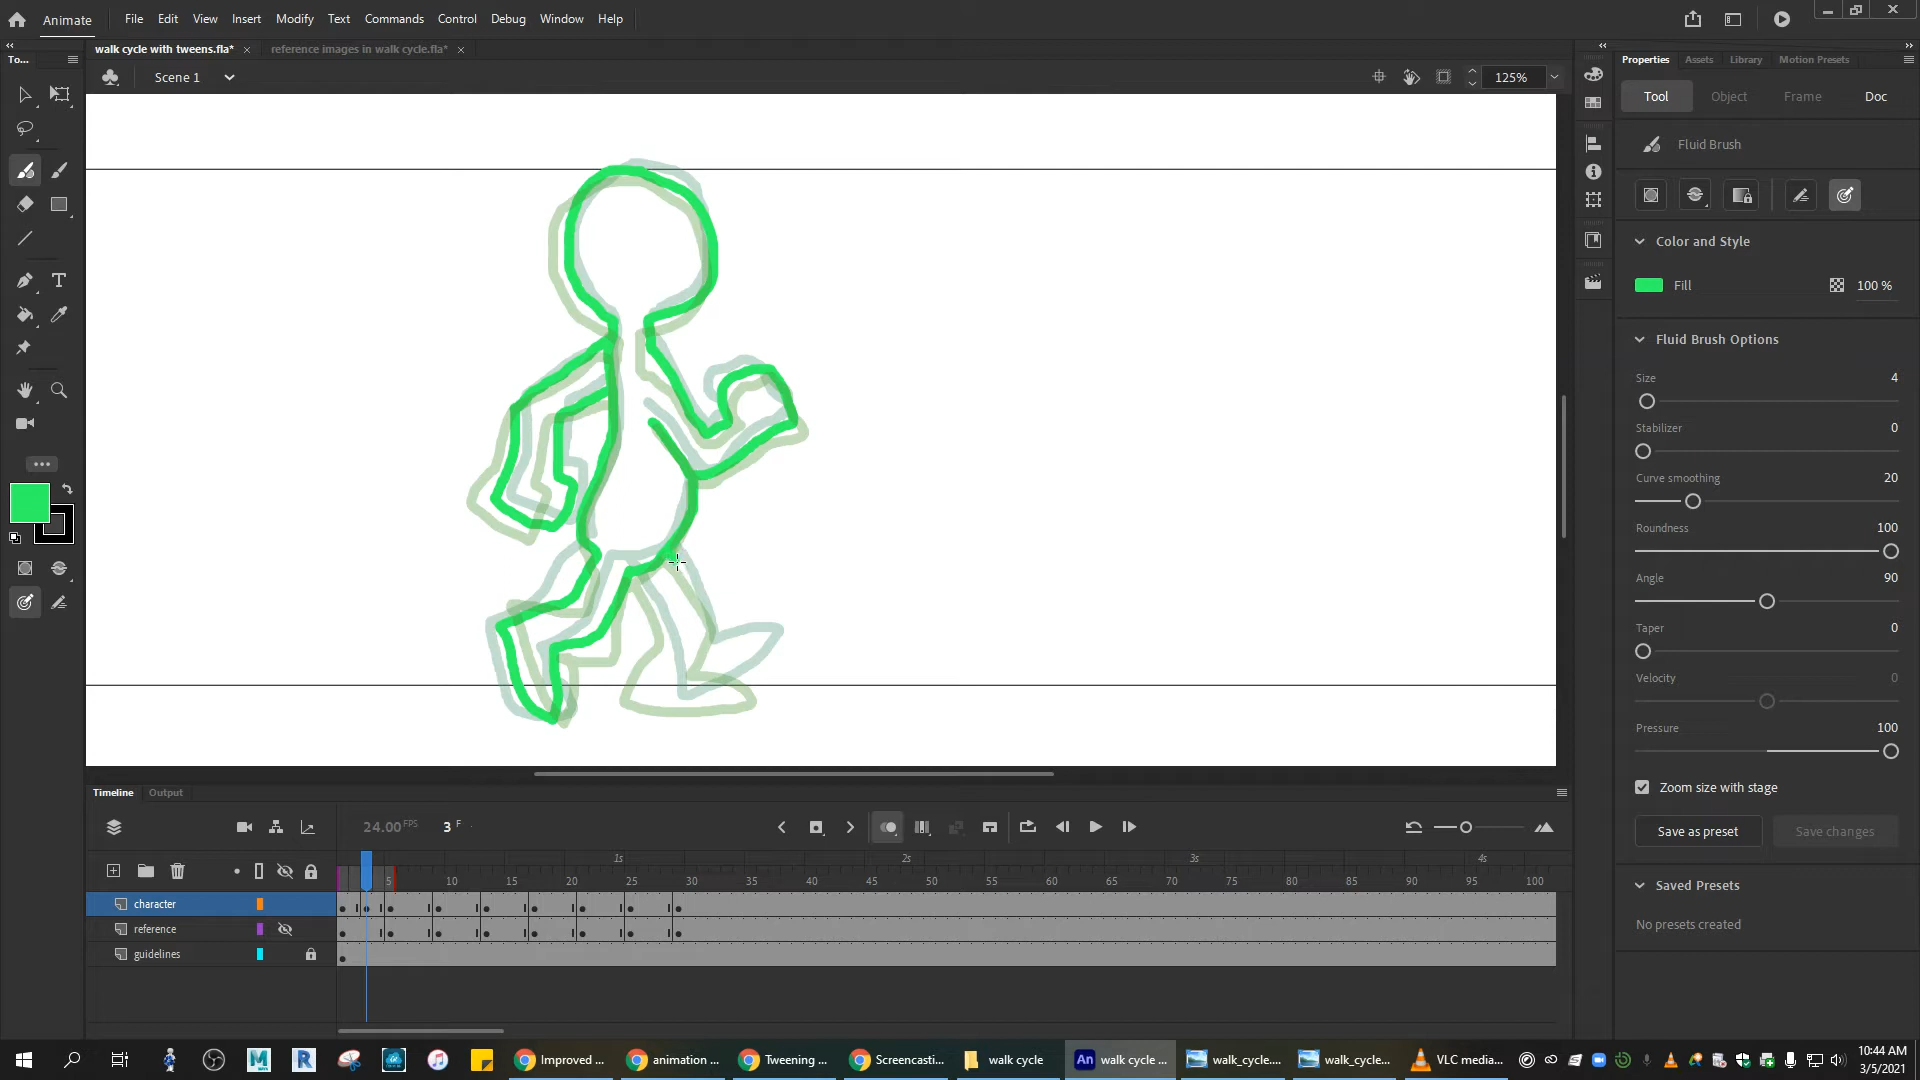 Animate File Edit View Insert Modify Text Commands Control Debug Window Help
walk cycle with tweens.fla* × reference images in walk cycle.fla* ×
To...
Scene 1
125%
Properties Assets Library Motion Presets
Tool Object Frame Doc
Fluid Brush
Color and Style
Fill 100 %
Fluid Brush Options
Size 4
Stabilizer 0
Curve smoothing 20
Roundness 100
Angle 90
Taper 0
Velocity 0
Pressure 100
Zoom size with stage
Save as preset Save changes
Saved Presets
No presets created
Timeline Output
24.00 FPS 3 F
1s 2s 3s 4s
5 10 15 20 25 30 35 40 45 50 55 60 65 70 75 80 85 90 95 100
character
reference
guidelines
Improved ... animation ... Tweening ... Screencasti... walk cycle walk cycle ... walk_cycle.... walk_cycle.... VLC media...
10:44 AM
3/5/2021